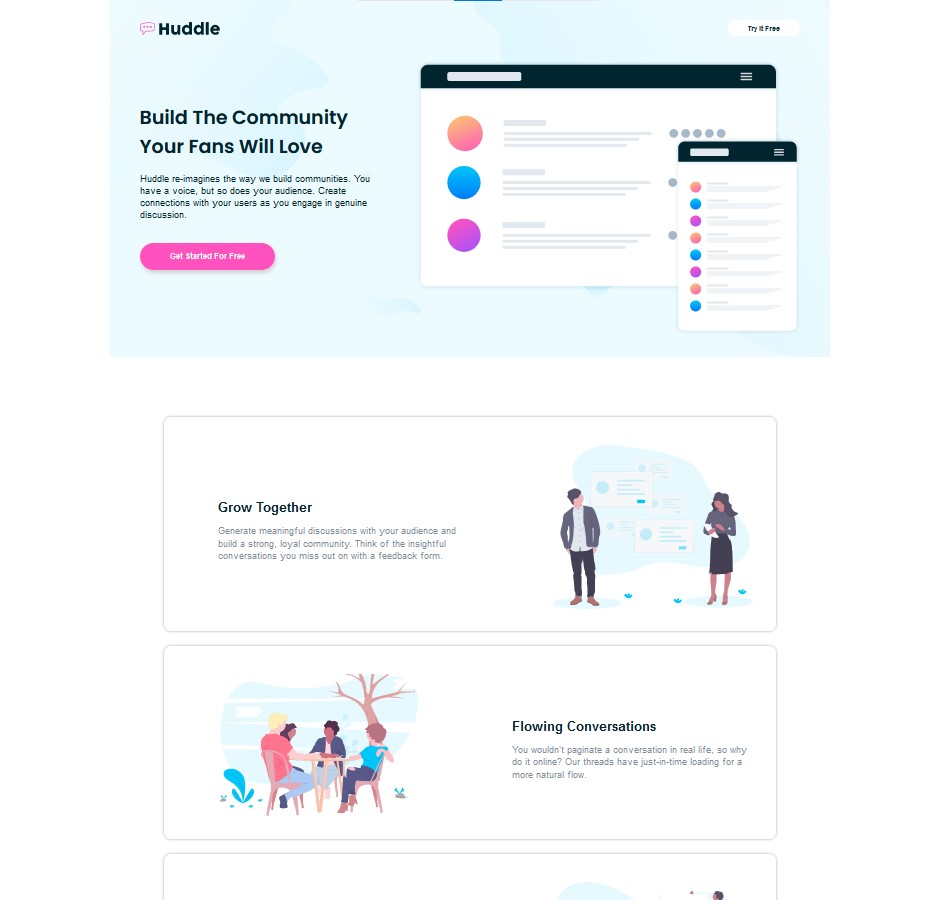 Huddle
Try It Free
Build The Community
Your Fans Will Love
Huddle re-imagines the way we build communities. You
have a voice, but so does your audience. Create
connections with your users as you engage in genuine
discussion.
Get Started For Free
Grow Together
Generate meaningful discussions with your audience and
build a strong, loyal community. Think of the insightful
conversations you miss out on with a feedback form.
Flowing Conversations
You wouldn't paginate a conversation in real life, so why
do it online? Our threads have just-in-time loading for a
more natural flow.